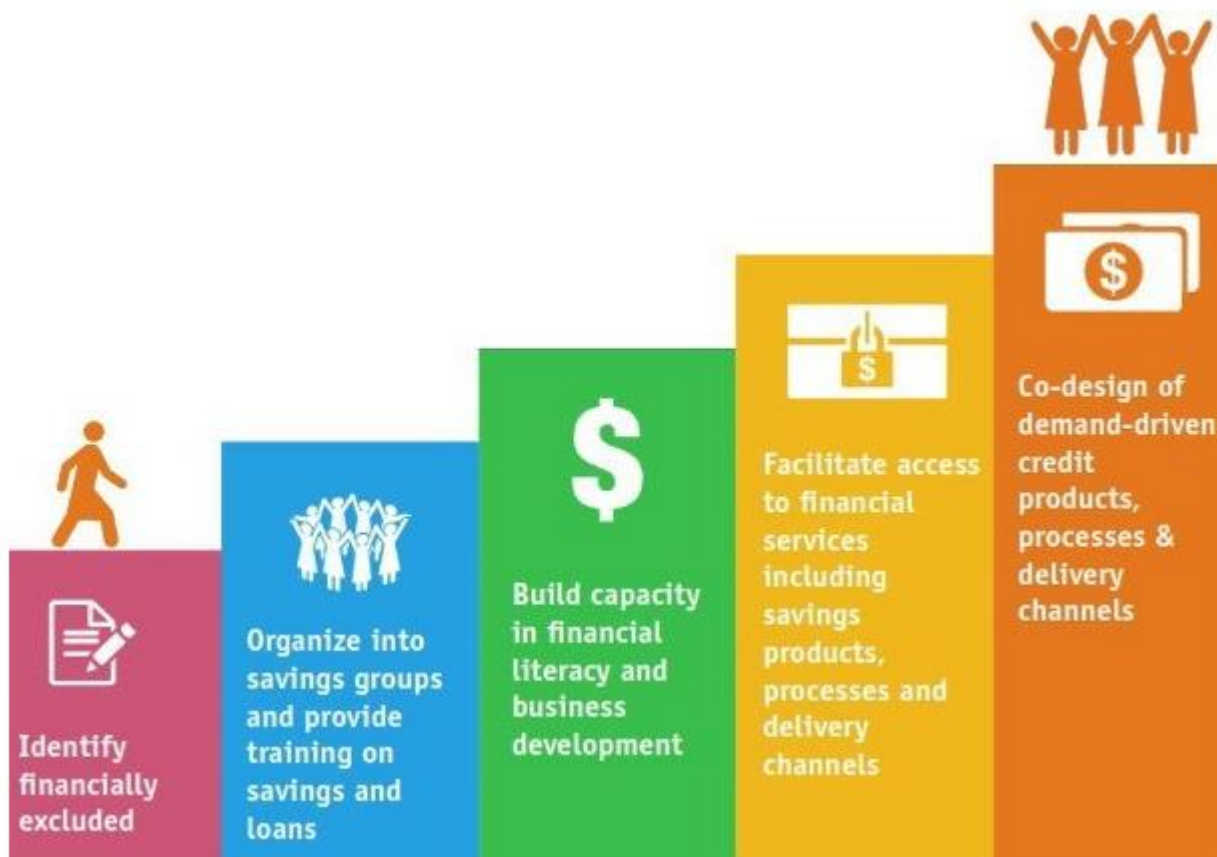 Identify
financially
excluded
Organize into
savings groups
and provide
training on
savings and
loans
$
Build capacity
in financial
literacy and
business
development
$
Facilitate access
to financial
services
including
savings
products,
processes and
delivery
channels
$
Co-design of
demand-driven
credit
products,
processes &
delivery
channels